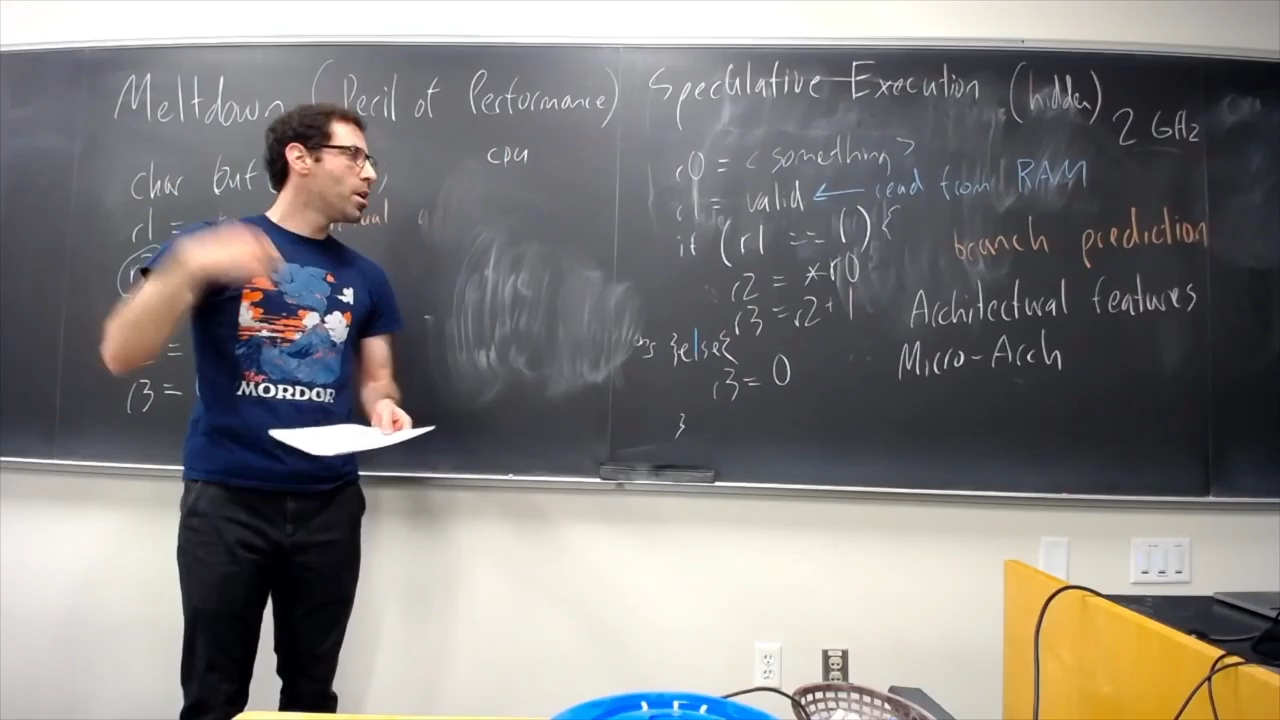 Meltdown (Peril of Performance)
cpu
char buf
r1 =
=
r3 =
MORDOR
Speculative Execution (hidden)
2 GHz
r0 = <something>
r1 = valid ← read from RAM
if (r1 == 1) {
branch prediction
r2 = *r0
r3 = r2 + 1
Architectural features
}else{
Micro-Arch
r3 = 0
}